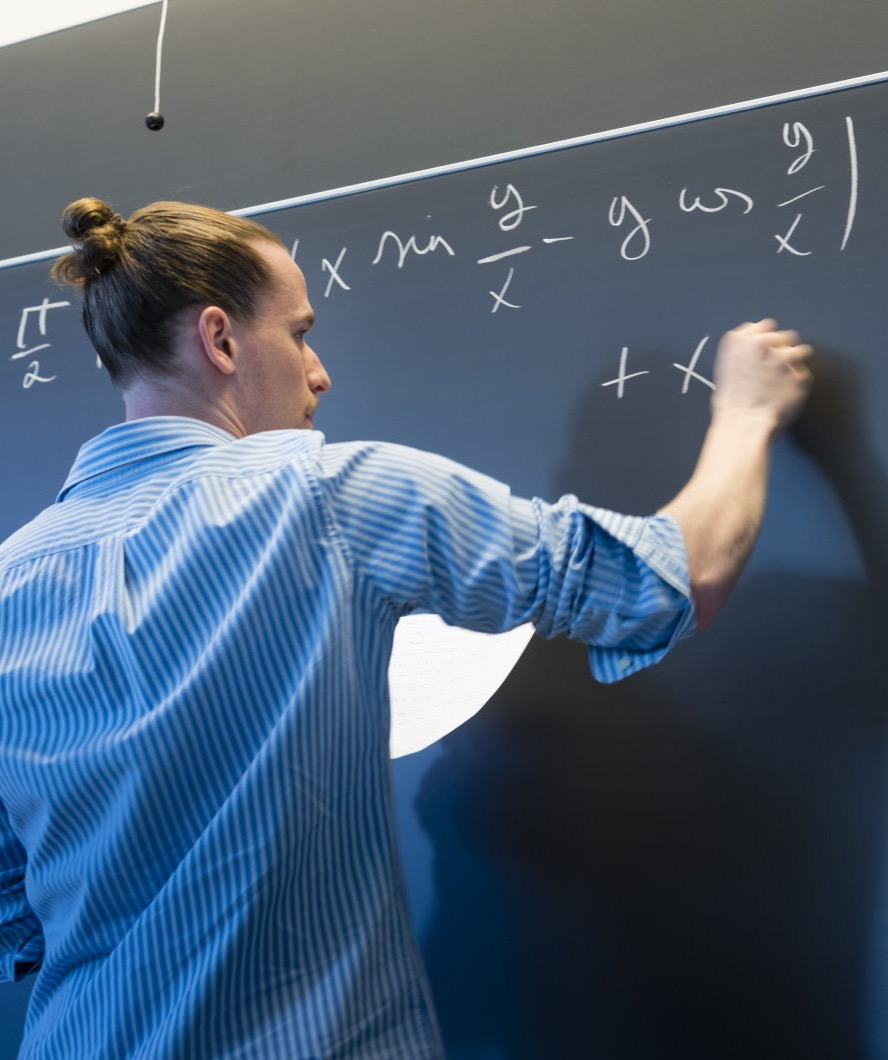 x sin y/x - y cos y/x |
π/2
+ x